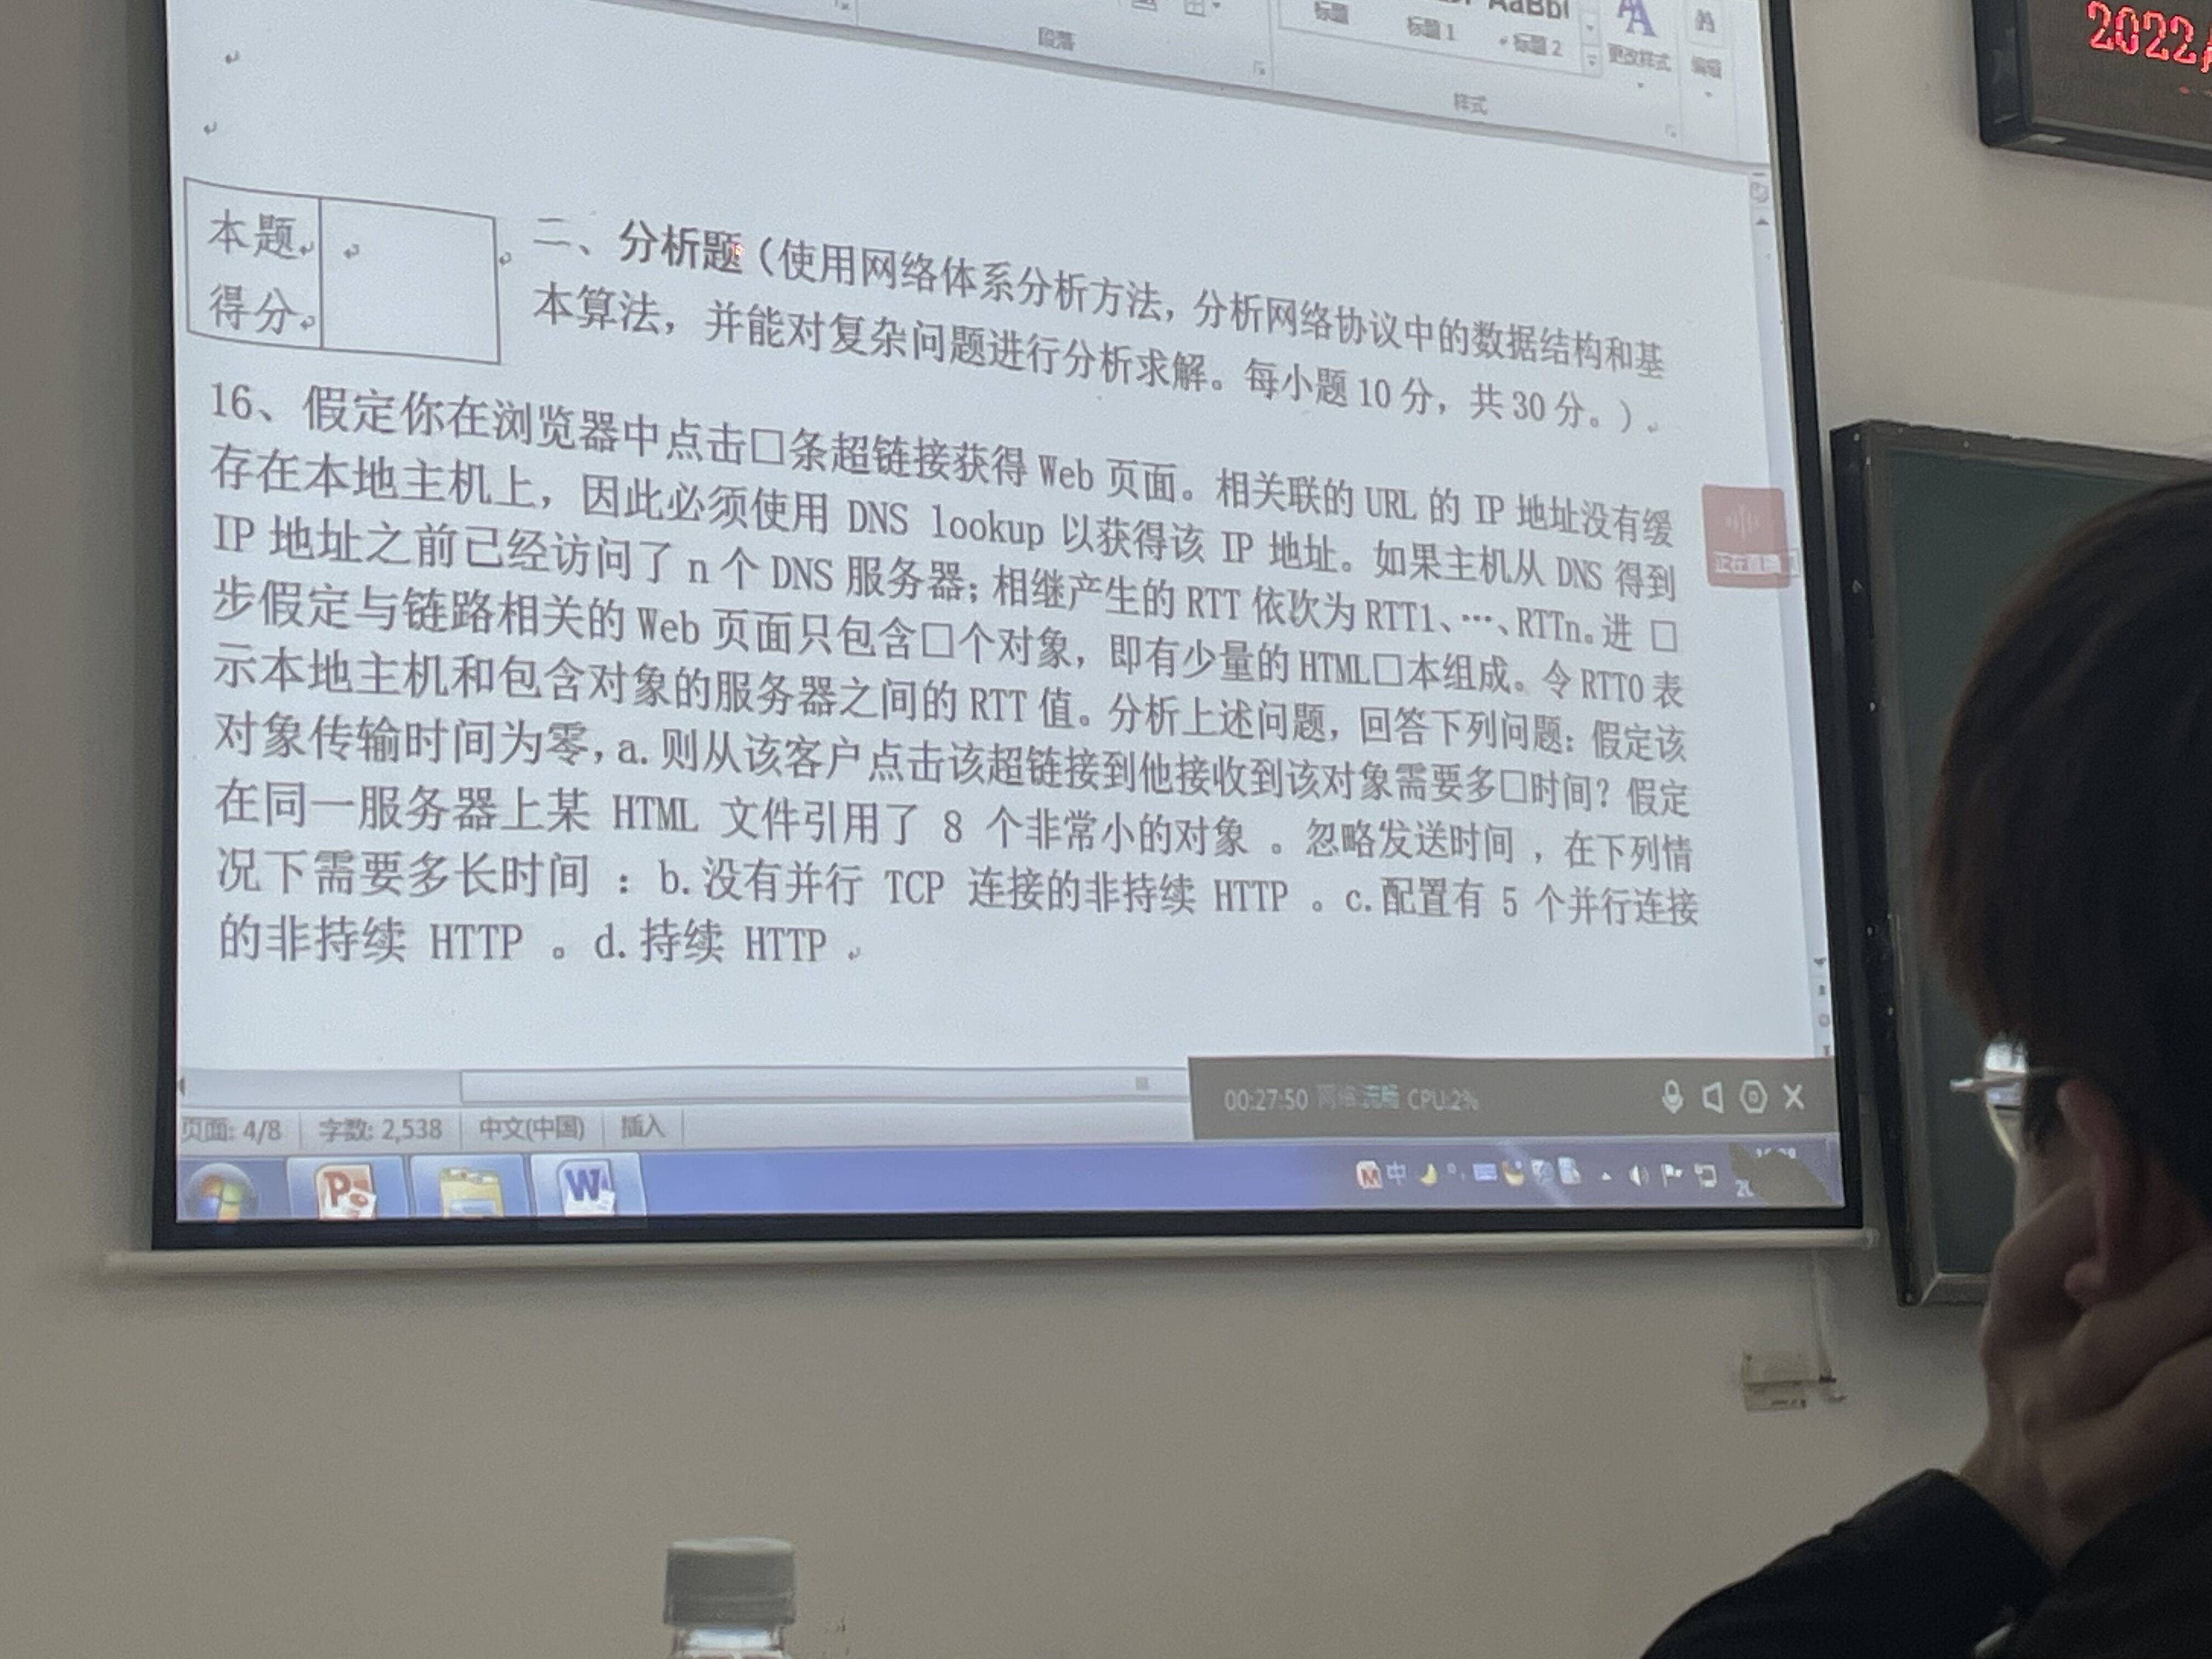 标题
标题 1
标题 2
更改样式
编辑
段落
样式
2022
本题
得分
二、分析题（使用网络体系分析方法，分析网络协议中的数据结构和基
本算法，并能对复杂问题进行分析求解。每小题10分，共30分。）
16、假定你在浏览器中点击□条超链接获得 Web 页面。相关联的 URL 的 IP 地址没有缓
存在本地主机上，因此必须使用 DNS lookup 以获得该 IP 地址。如果主机从 DNS 得到
IP 地址之前已经访问了 n 个 DNS 服务器；相继产生的 RTT 依次为 RTT1、…、RTTn。进 □
步假定与链路相关的 Web 页面只包含□个对象，即有少量的 HTML□本组成。令 RTT0 表
示本地主机和包含对象的服务器之间的 RTT 值。分析上述问题，回答下列问题：假定该
对象传输时间为零，a.则从该客户点击该超链接到他接收到该对象需要多□时间？假定
在同一服务器上某 HTML 文件引用了 8 个非常小的对象 。忽略发送时间 ，在下列情
况下需要多长时间 ：b.没有并行 TCP 连接的非持续 HTTP 。c.配置有 5 个并行连接
的非持续 HTTP 。d.持续 HTTP
00:27:50 网络:流畅 CPU:2%
页面: 4/8 字数: 2,538 中文(中国) 插入
中